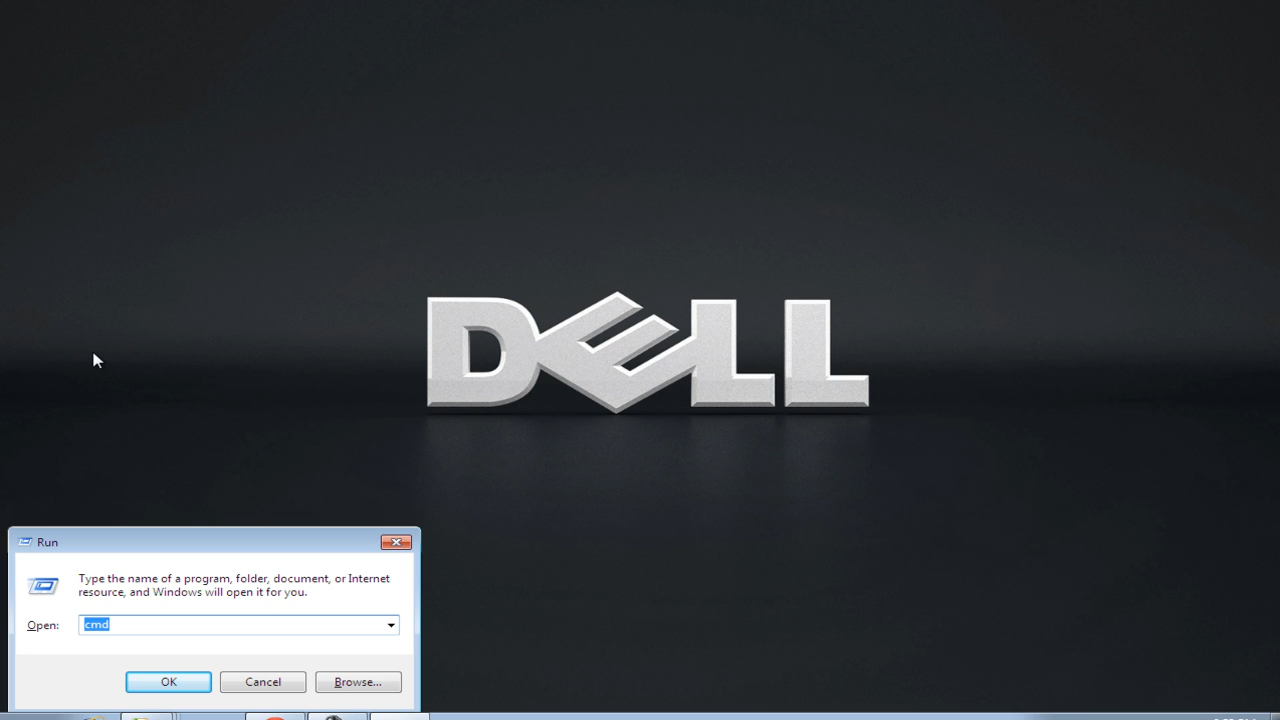 DELL
Run
Type the name of a program, folder, document, or Internet
resource, and Windows will open it for you.
Open: cmd
OK Cancel Browse...